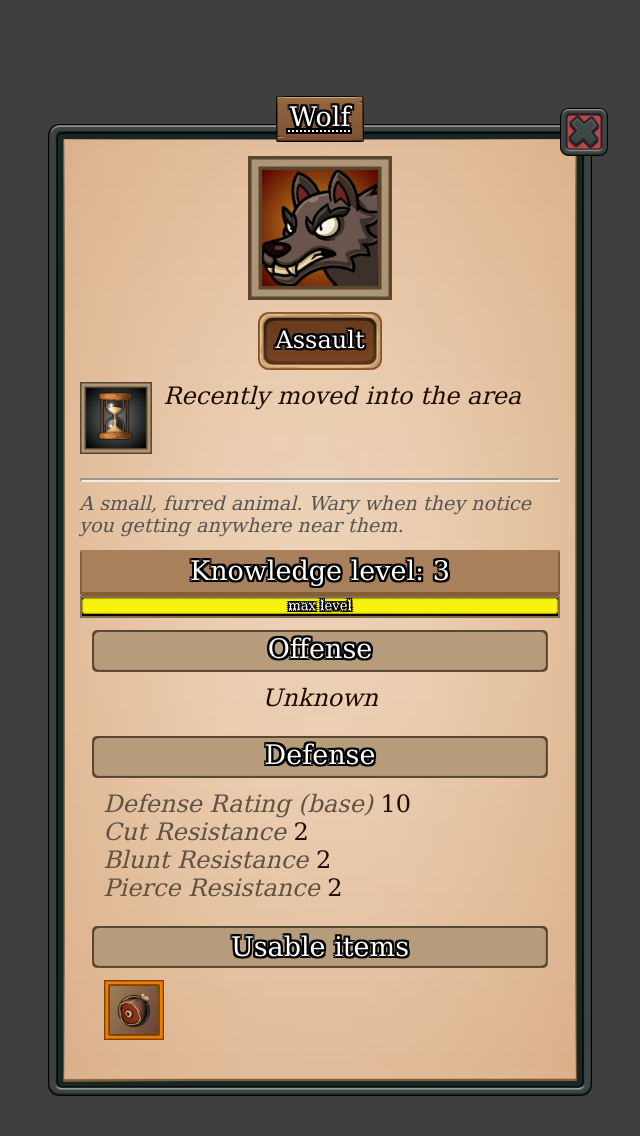 Wolf
Assault
Recently moved into the area
A small, furred animal. Wary when they notice
you getting anywhere near them.
Knowledge level: 3
max level
Offense
Unknown
Defense
Defense Rating (base) 10
Cut Resistance 2
Blunt Resistance 2
Pierce Resistance 2
Usable items